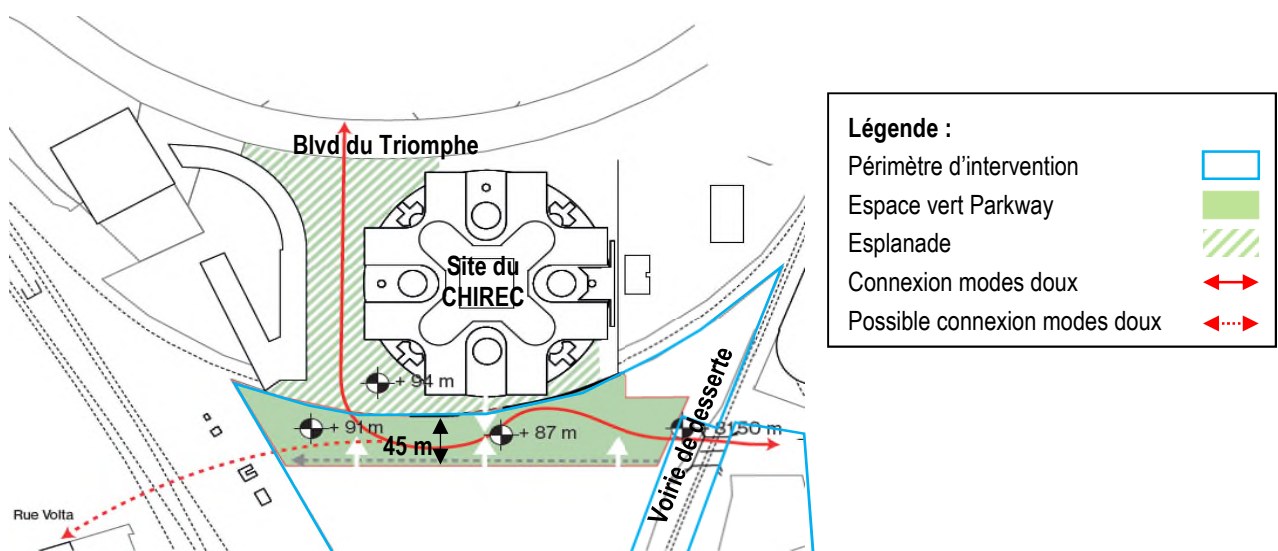 Blvd du Triomphe
Site du
CHIREC
+ 94 m
+ 91 m
45 m
+ 87 m
Voirie de desserte
Rue Volta
Légende :
Périmètre d'intervention
Espace vert Parkway
Esplanade
Connexion modes doux
Possible connexion modes doux